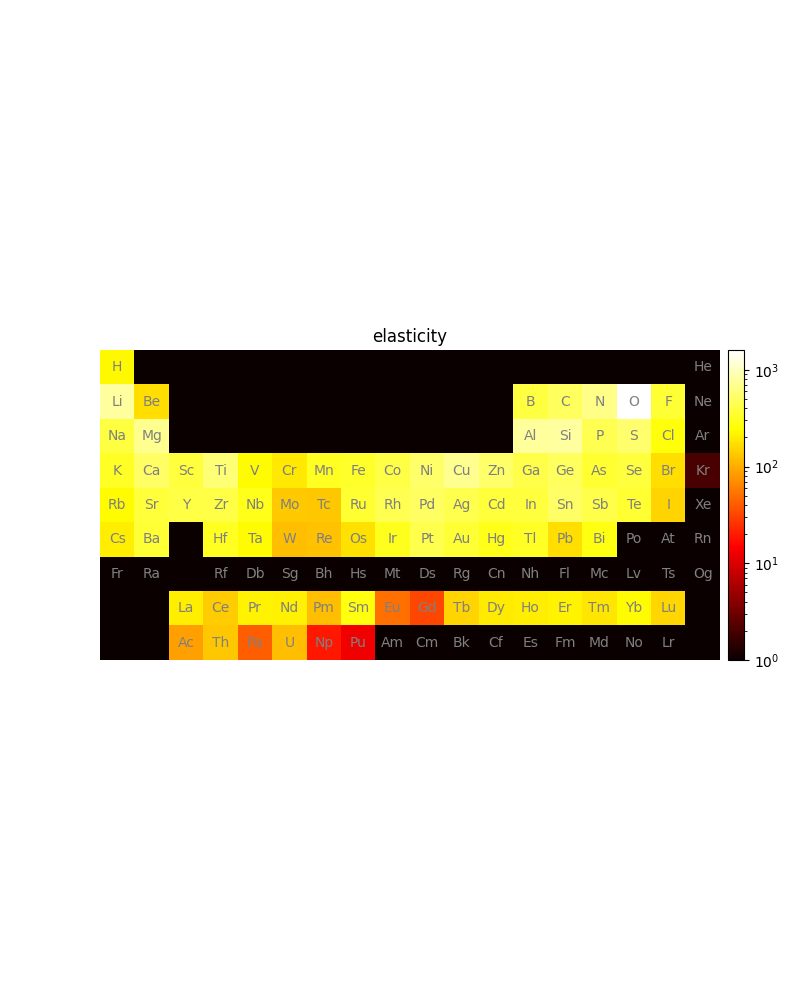 elasticity
H He
Li Be B C N O F Ne
Na Mg Al Si P S Cl Ar
K Ca Sc Ti V Cr Mn Fe Co Ni Cu Zn Ga Ge As Se Br Kr
Rb Sr Y Zr Nb Mo Tc Ru Rh Pd Ag Cd In Sn Sb Te I Xe
Cs Ba Hf Ta W Re Os Ir Pt Au Hg Tl Pb Bi Po At Rn
Fr Ra Rf Db Sg Bh Hs Mt Ds Rg Cn Nh Fl Mc Lv Ts Og
La Ce Pr Nd Pm Sm Eu Gd Tb Dy Ho Er Tm Yb Lu
Ac Th Pa U Np Pu Am Cm Bk Cf Es Fm Md No Lr
10³
10²
10¹
10⁰